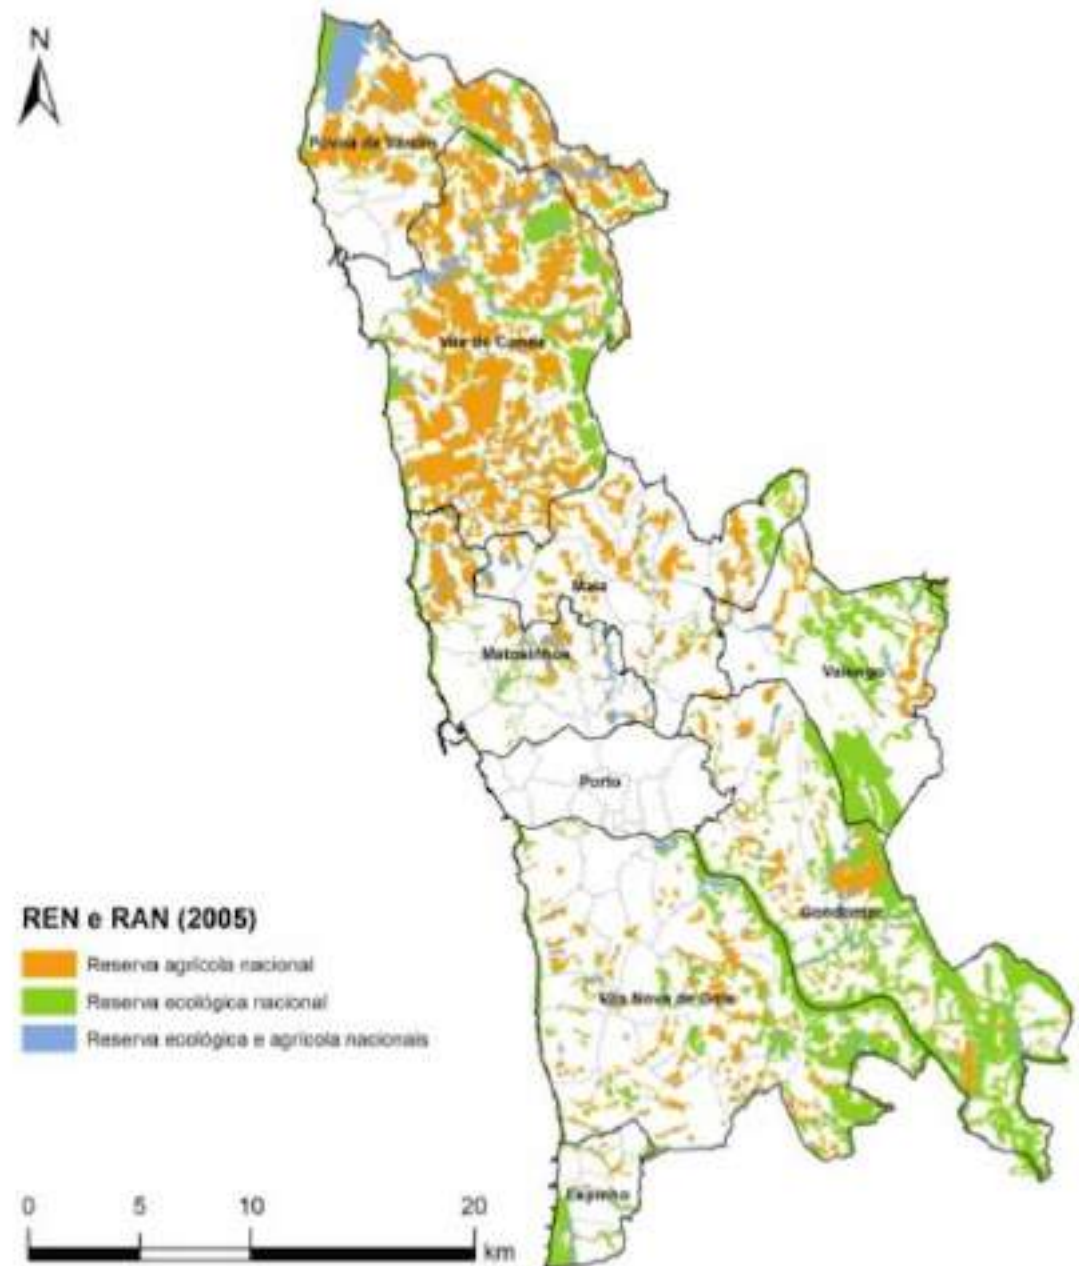 N
Póvoa de Varzim
Vila do Conde
Maia
Matosinhos
Valongo
Porto
Gondomar
Vila Nova de Gaia
Espinho
REN e RAN (2005)
Reserva agrícola nacional
Reserva ecológica nacional
Reserva ecológica e agrícola nacionais
0 5 10 20
km